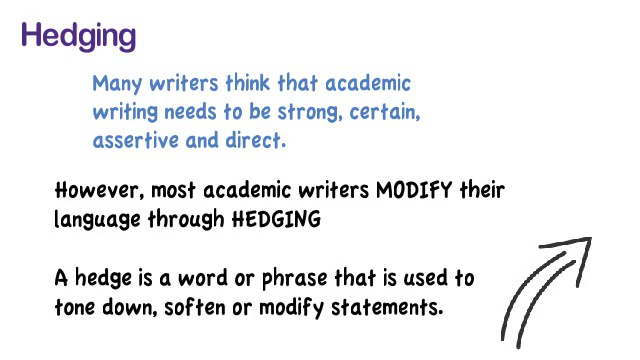 Hedging
Many writers think that academic
writing needs to be strong, certain,
assertive and direct.
However, most academic writers MODIFY their
language through HEDGING
A hedge is a word or phrase that is used to
tone down, soften or modify statements.